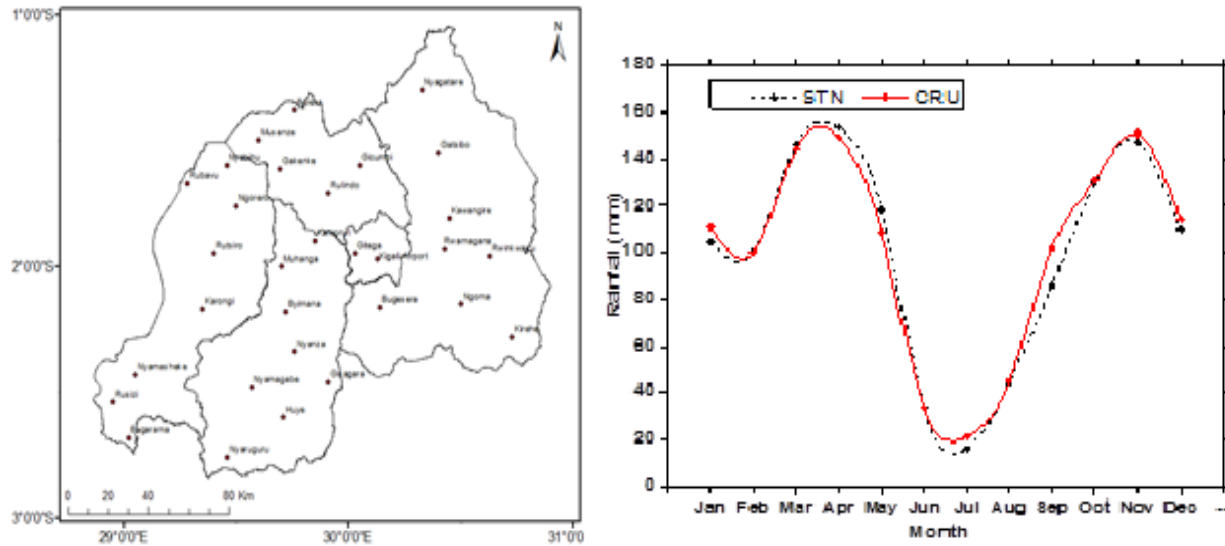 1°0'0"S
N
Nyagatare
Musanze
Gatsibo
Gakenke
Gicumbi
Rubavu
Rulindo
Kawangire
Rutsiro
Gitega
Rwamagana
Muhanga
Kigali Airport
2°0'0"S
Karongi
Byimana
Bugesera
Ngoma
Kirehe
Nyanza
Nyamasheke
Nyamagabe
Gisagara
Rusizi
Huye
Bugarama
Nyaruguru
0 20 40 80 Km
3°0'0"S
29°0'0"E 30°0'0"E 31°0'0
180
160
140
120
100
80
60
40
20
0
STN CRU
Rainfall (mm)
Jan Feb Mar Apr May Jun Jul Aug Sep Oct Nov Dec --
Month